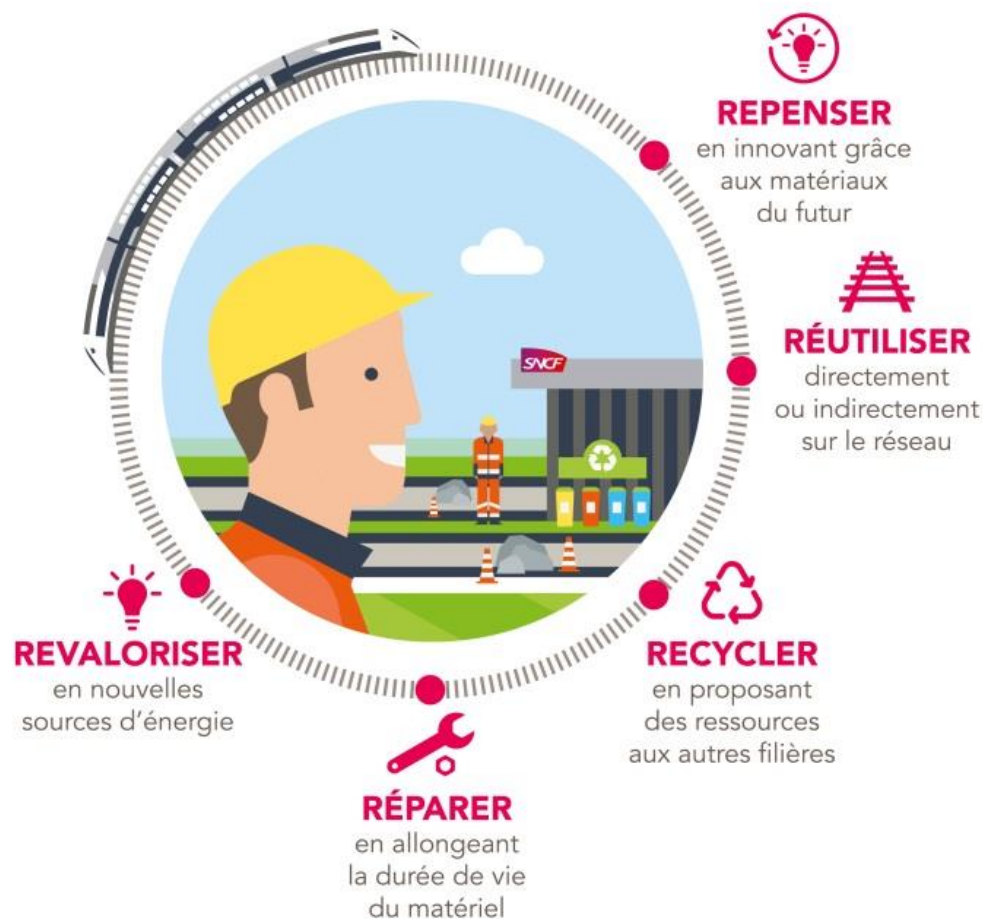 REPENSER
en innovant grâce
aux matériaux
du futur
RÉUTILISER
directement
ou indirectement
sur le réseau
SNCF
RECYCLER
en proposant
des ressources
aux autres filières
RÉPARER
en allongeant
la durée de vie
du matériel
REVALORISER
en nouvelles
sources d'énergie